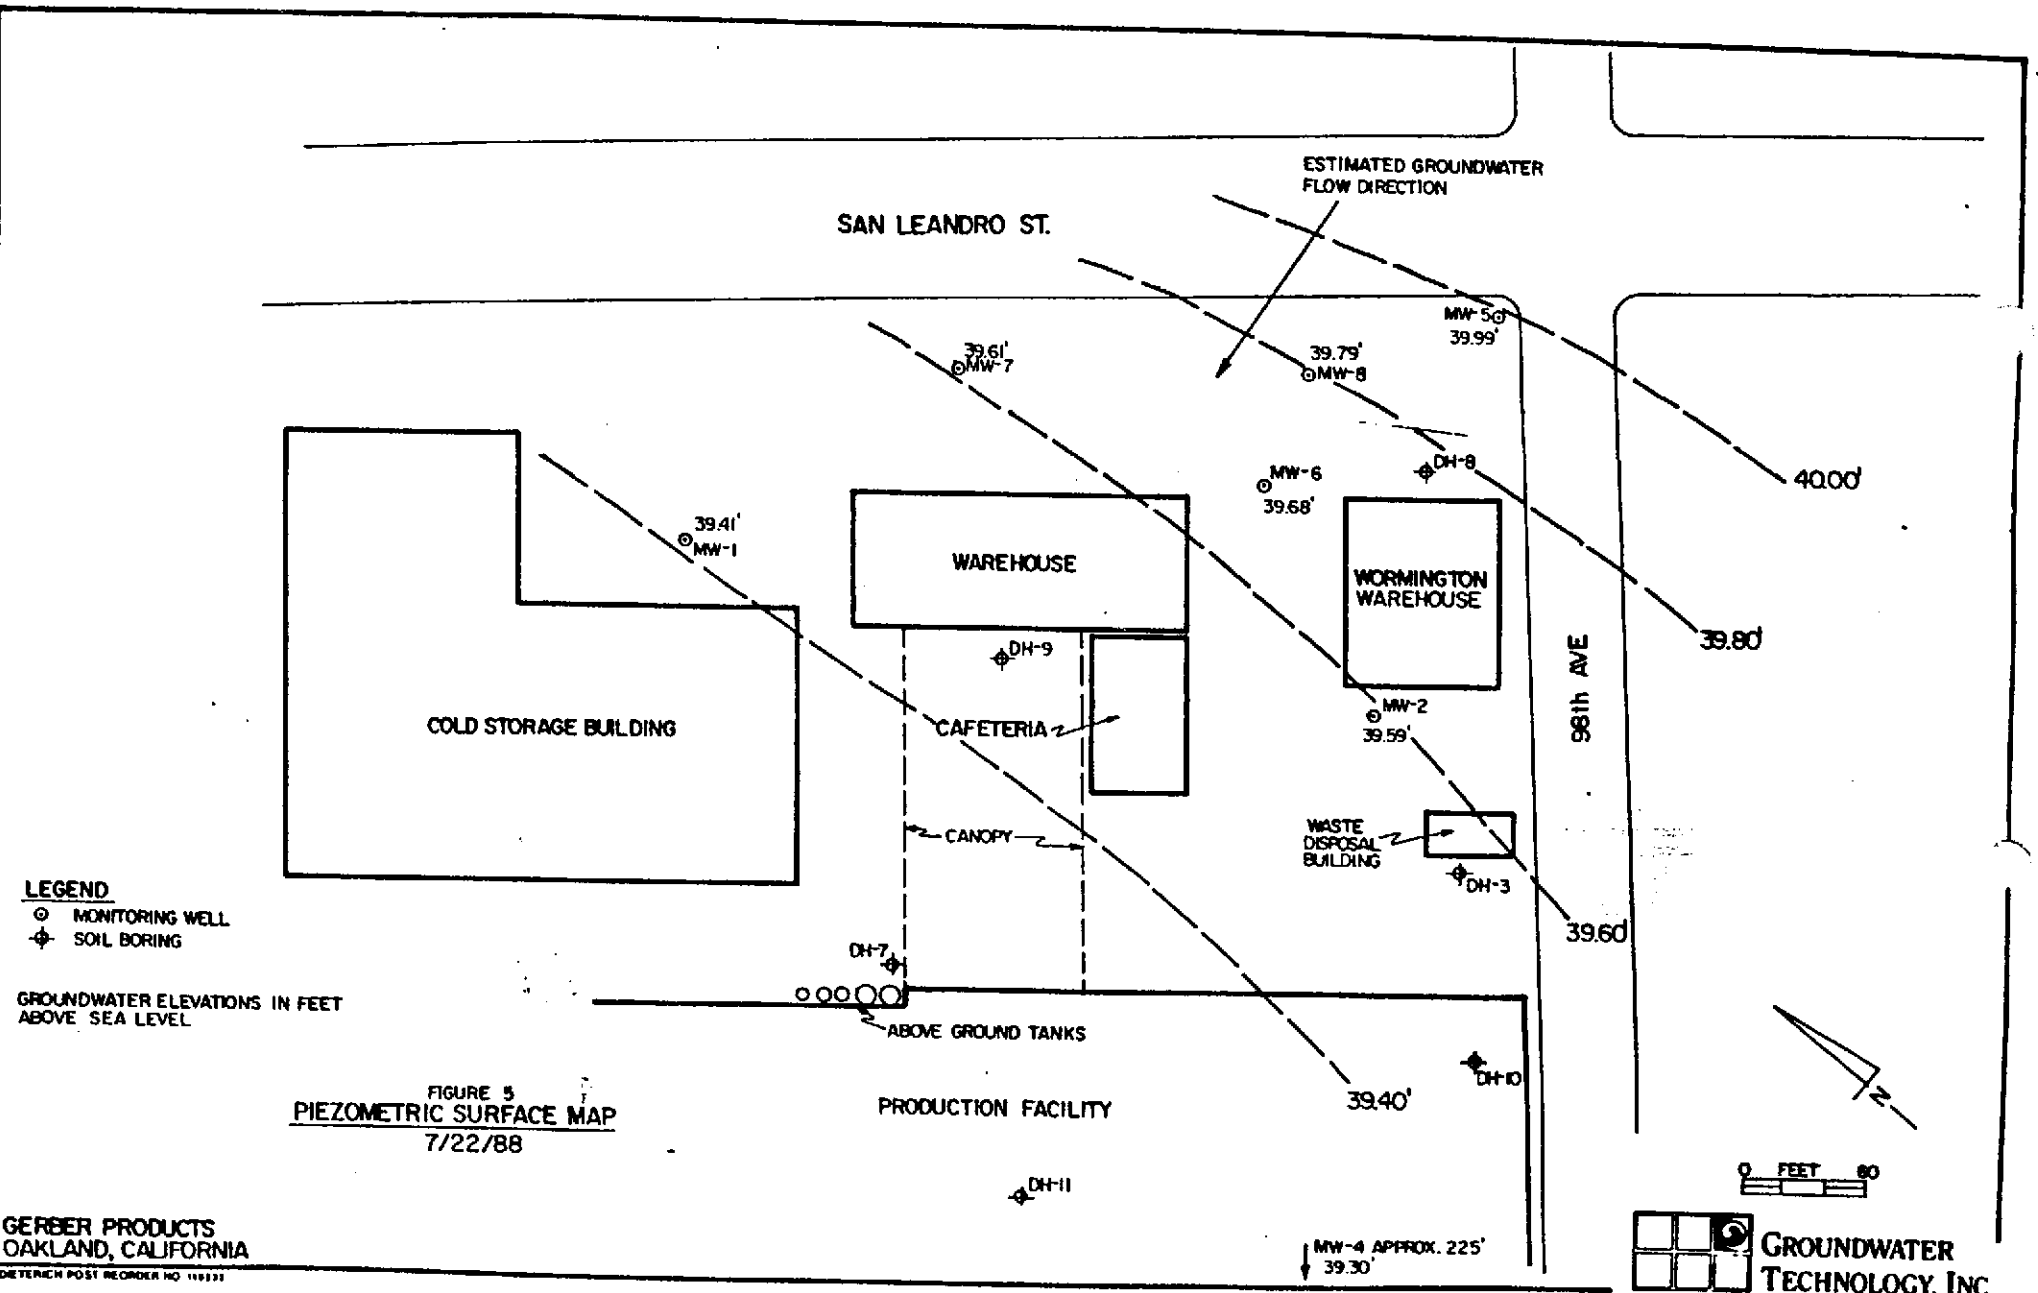 ESTIMATED GROUNDWATER
FLOW DIRECTION
SAN LEANDRO ST.
MW-5
39.99'
39.61'
MW-7
39.79'
MW-8
40.00'
MW-6
39.68'
DH-8
39.41'
MW-1
WAREHOUSE
WORMINGTON
WAREHOUSE
39.80'
98th AVE
DH-9
MW-2
39.59'
COLD STORAGE BUILDING
CAFETERIA
CANOPY
WASTE
DISPOSAL
BUILDING
DH-3
39.60'
LEGEND
MONITORING WELL
SOIL BORING
DH-7
GROUNDWATER ELEVATIONS IN FEET
ABOVE SEA LEVEL
ABOVE GROUND TANKS
DH-10
39.40'
FIGURE 5
PIEZOMETRIC SURFACE MAP
7/22/88
PRODUCTION FACILITY
N
DH-11
0 FEET 60
GERBER PRODUCTS
OAKLAND, CALIFORNIA
DIETERICH POST REORDER NO
MW-4 APPROX. 225'
39.30'
GROUNDWATER
TECHNOLOGY, INC